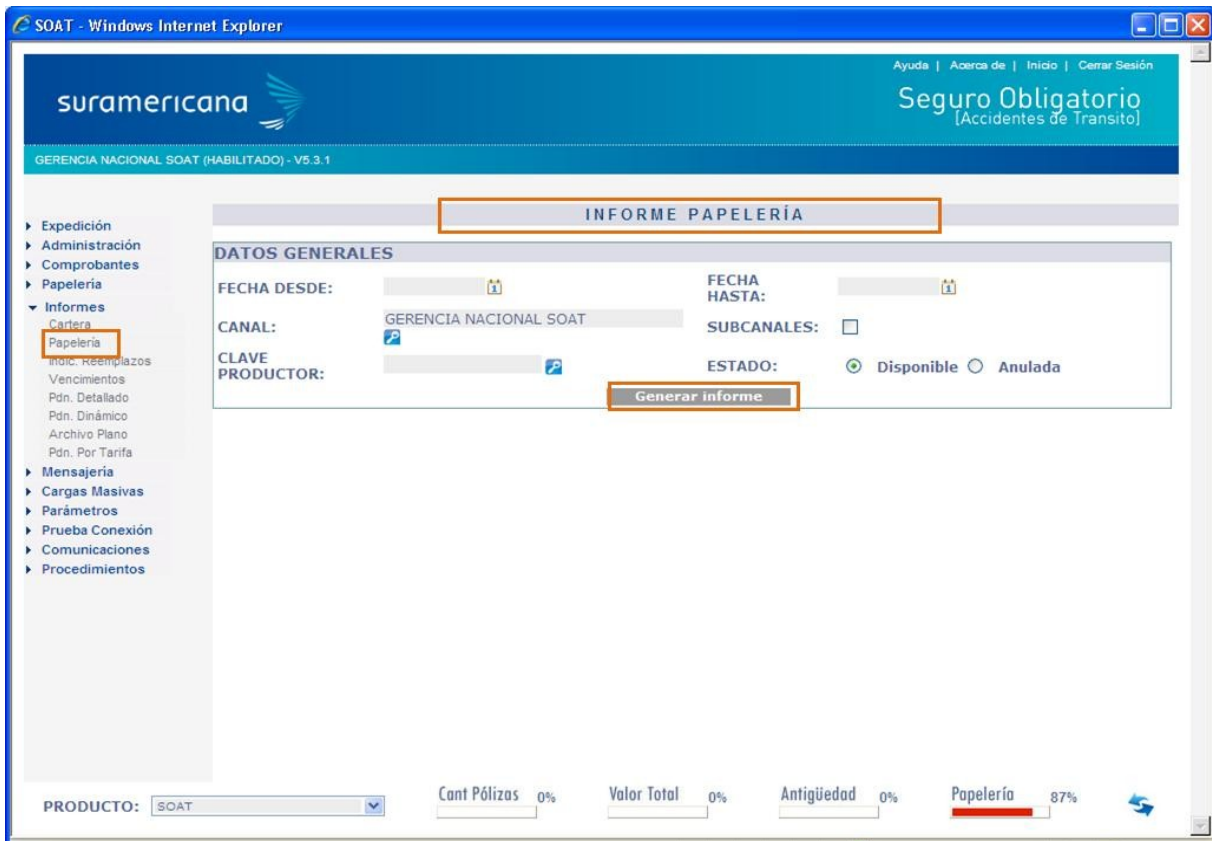 SOAT - Windows Internet Explorer
Ayuda | Acerca de | Inicio | Cerrar Sesión
suramericana
Seguro Obligatorio
[Accidentes de Transito]
GERENCIA NACIONAL SOAT (HABILITADO) - V5.3.1
INFORME PAPELERÍA
Expedición
Administración
Comprobantes
Papelería
Informes
Cartera
Papelería
Indic. Reemplazos
Vencimientos
Pdn. Detallado
Pdn. Dinámico
Archivo Plano
Pdn. Por Tarifa
Mensajería
Cargas Masivas
Parámetros
Prueba Conexión
Comunicaciones
Procedimientos
DATOS GENERALES
FECHA DESDE:
FECHA
HASTA:
CANAL: GERENCIA NACIONAL SOAT
SUBCANALES:
CLAVE
PRODUCTOR:
ESTADO: Disponible Anulada
Generar informe
PRODUCTO: SOAT
Cant Pólizas 0%
Valor Total 0%
Antigüedad 0%
Papelería 87%